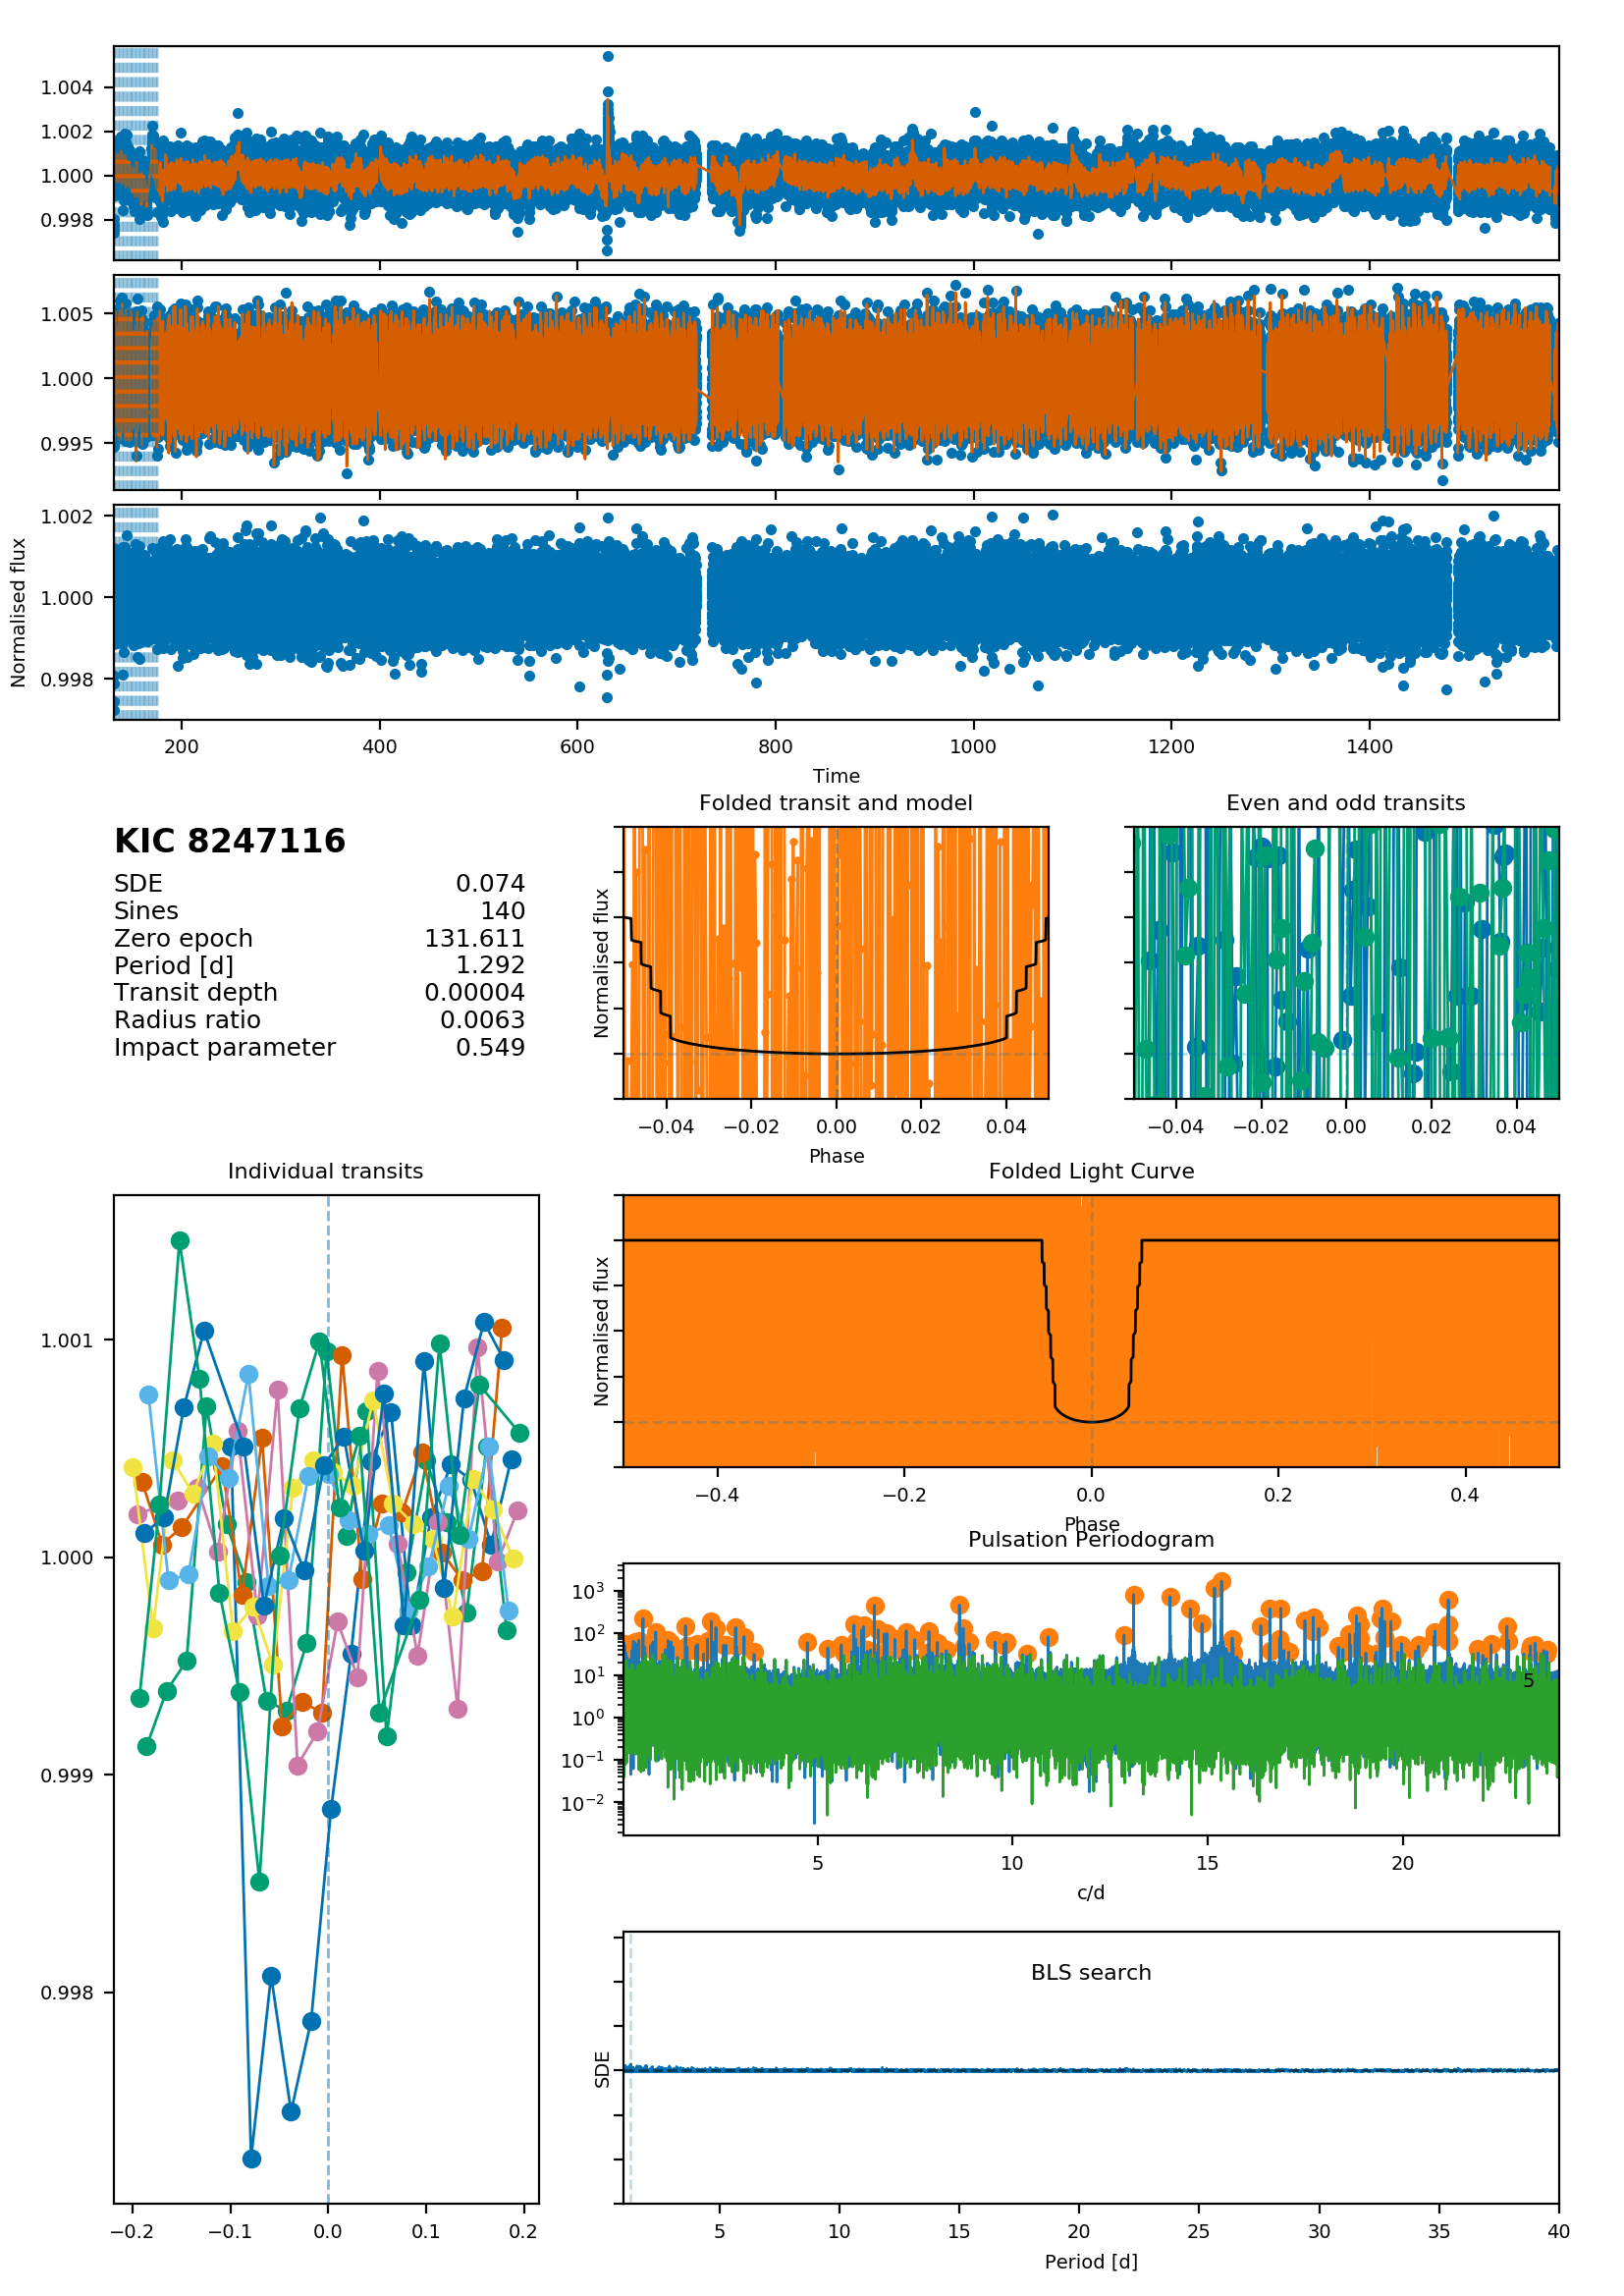 1.004
1.002
1.000
0.998
1.005
1.000
0.995
1.002
1.000
0.998
Normalised flux
200 400 600 800 1000 1200 1400
Time
KIC 8247116
SDE 0.074
Sines 140
Zero epoch 131.611
Period [d] 1.292
Transit depth 0.00004
Radius ratio 0.0063
Impact parameter 0.549
Folded transit and model
Normalised flux
−0.04 −0.02 0.00 0.02 0.04
Phase
Even and odd transits
−0.04 −0.02 0.00 0.02 0.04
Individual transits
1.001
1.000
0.999
0.998
−0.2 −0.1 0.0 0.1 0.2
Folded Light Curve
Normalised flux
−0.4 −0.2 0.0 0.2 0.4
Phase
Pulsation Periodogram
10³
10²
10¹
10⁰
10⁻¹
10⁻²
5
5 10 15 20
c/d
BLS search
SDE
5 10 15 20 25 30 35 40
Period [d]